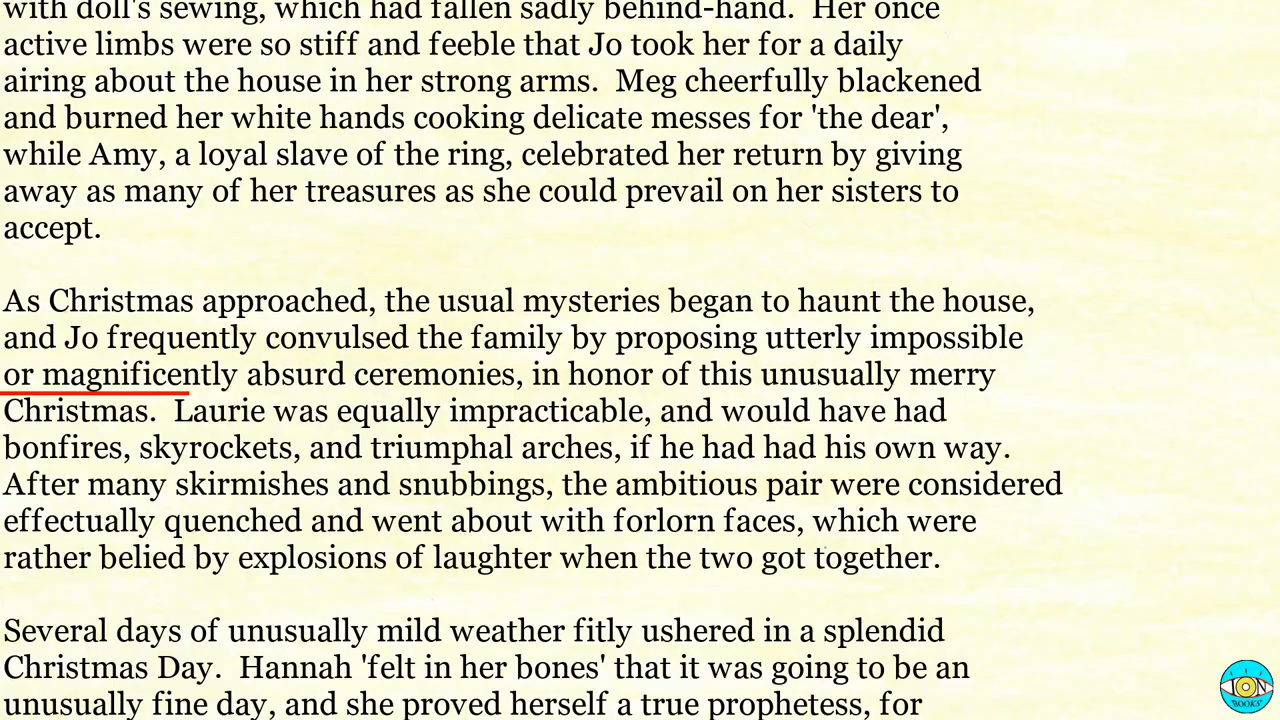 with doll's sewing, which had fallen sadly behind-hand.  Her once
active limbs were so stiff and feeble that Jo took her for a daily
airing about the house in her strong arms.  Meg cheerfully blackened
and burned her white hands cooking delicate messes for 'the dear',
while Amy, a loyal slave of the ring, celebrated her return by giving
away as many of her treasures as she could prevail on her sisters to
accept.
As Christmas approached, the usual mysteries began to haunt the house,
and Jo frequently convulsed the family by proposing utterly impossible
or magnificently absurd ceremonies, in honor of this unusually merry
Christmas.  Laurie was equally impracticable, and would have had
bonfires, skyrockets, and triumphal arches, if he had had his own way.
After many skirmishes and snubbings, the ambitious pair were considered
effectually quenched and went about with forlorn faces, which were
rather belied by explosions of laughter when the two got together.
Several days of unusually mild weather fitly ushered in a splendid
Christmas Day.  Hannah 'felt in her bones' that it was going to be an
unusually fine day, and she proved herself a true prophetess, for
ION
BOOKS